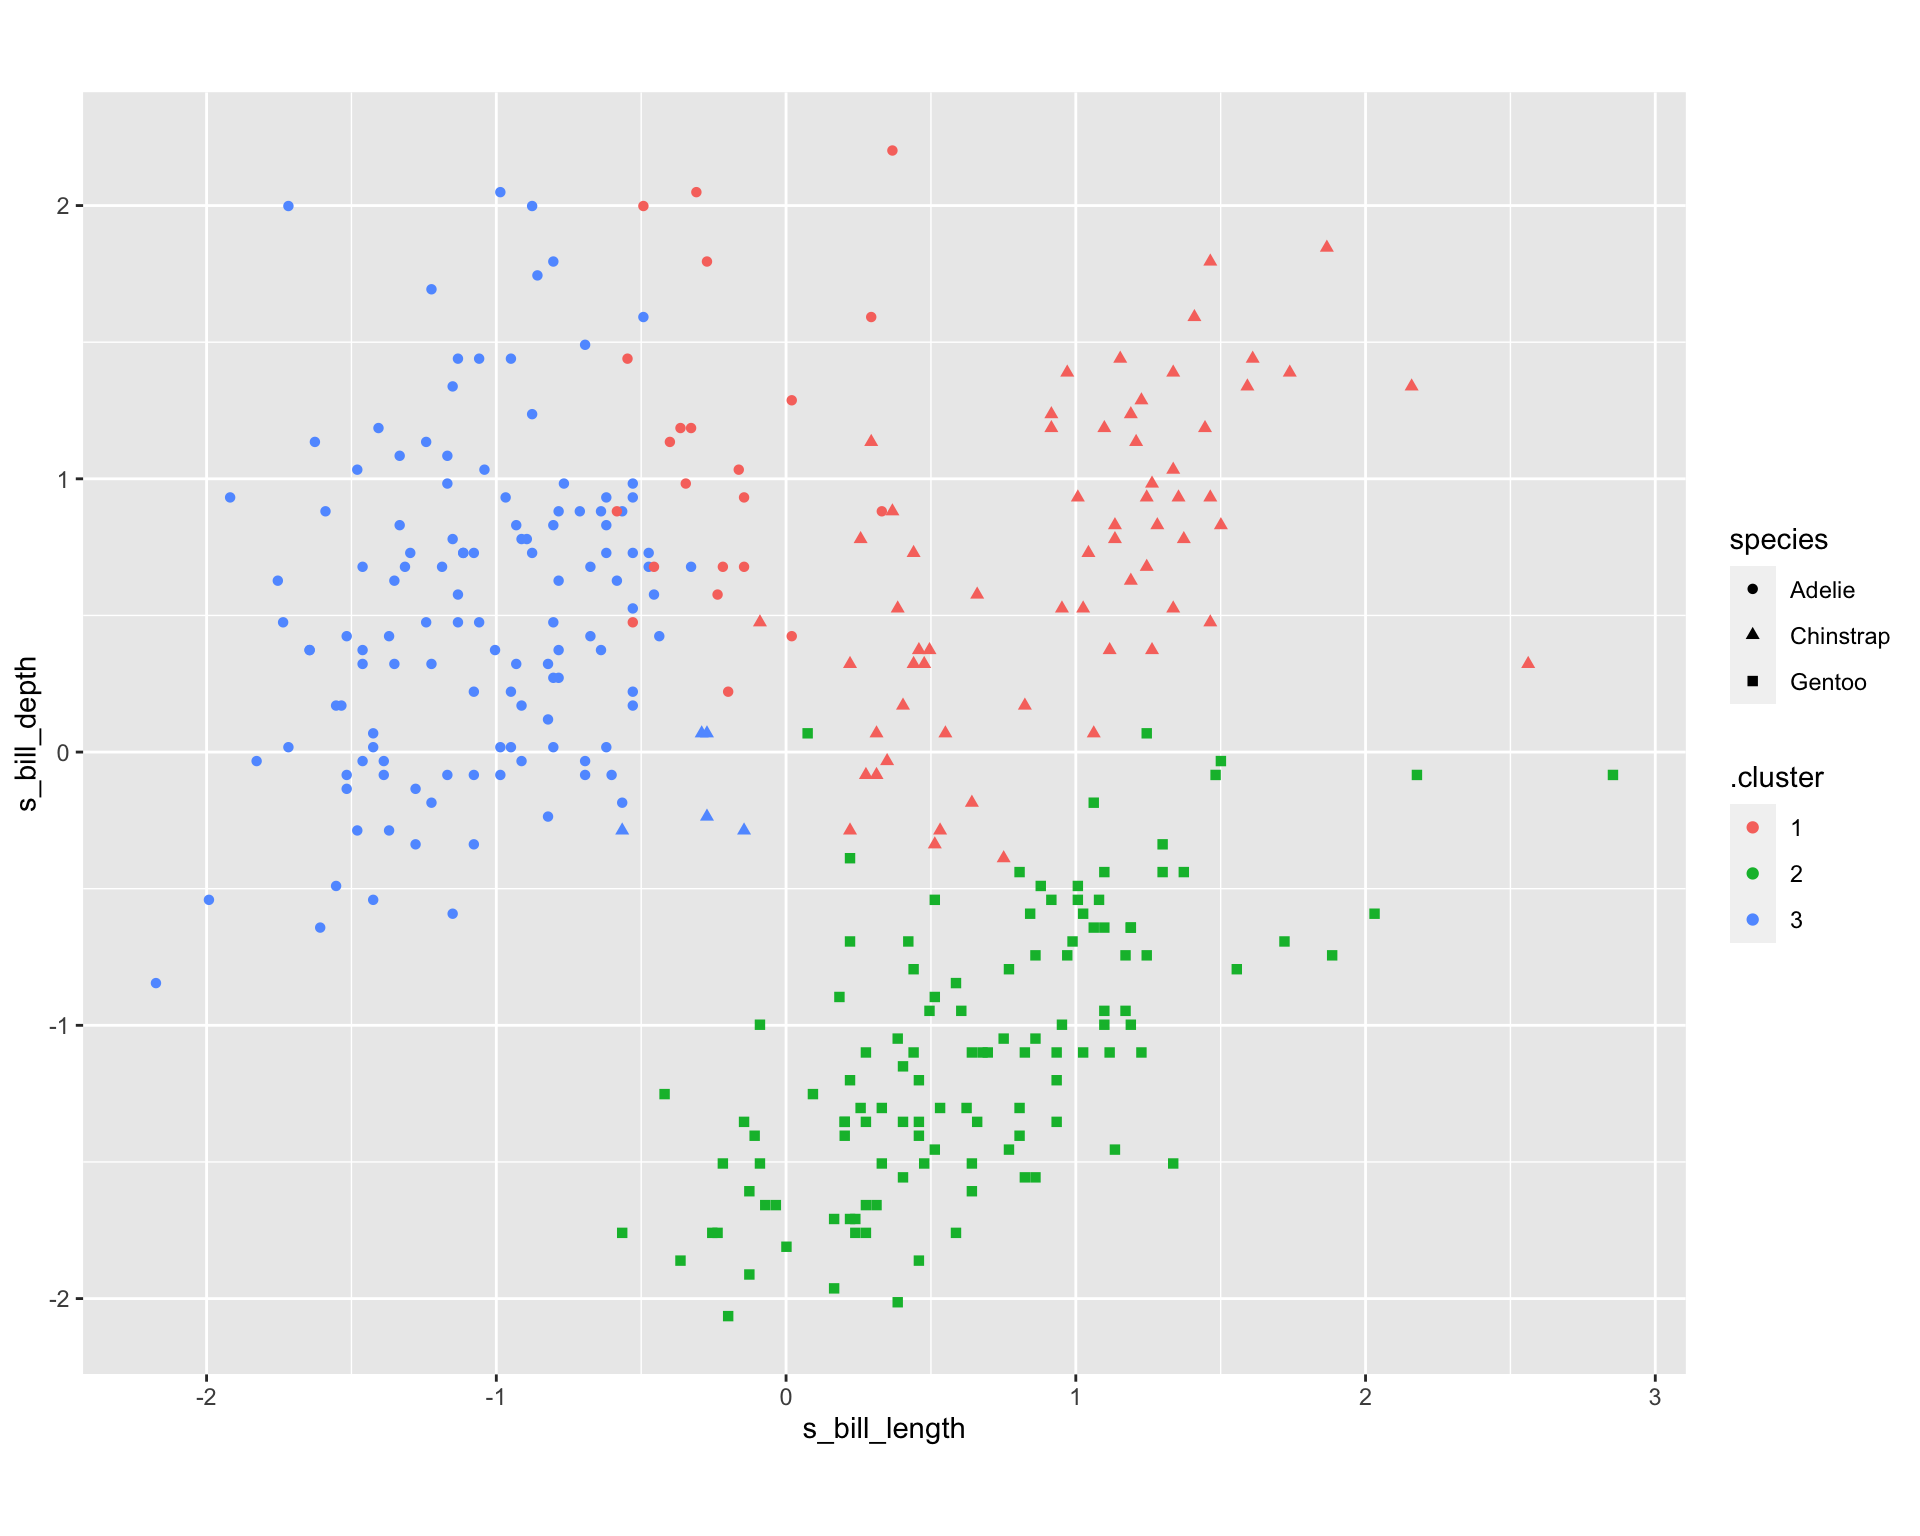 2
1
0
-1
-2
s_bill_depth
-2
-1
0
1
2
3
s_bill_length
species
Adelie
Chinstrap
Gentoo
.cluster
1
2
3